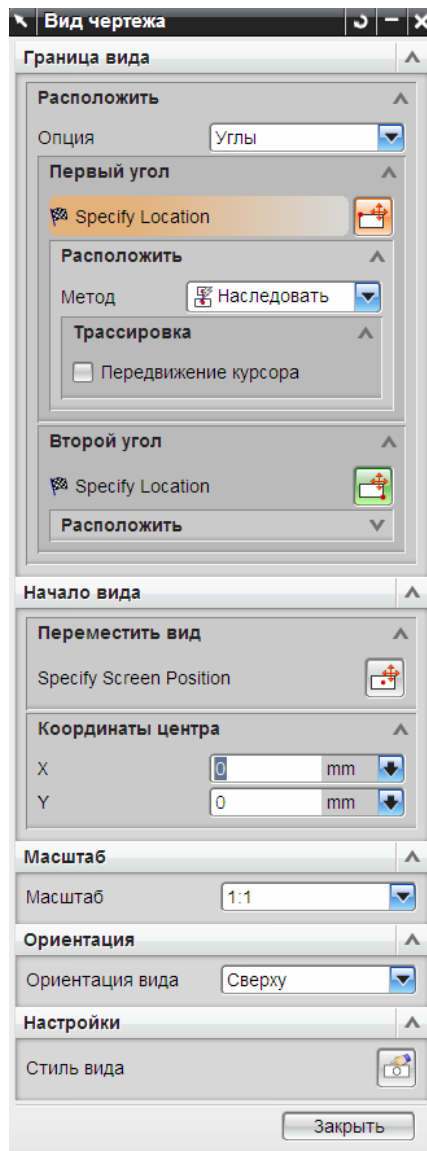 Вид чертежа
Граница вида
Расположить
Опция Углы
Первый угол
Specify Location
Расположить
Метод Наследовать
Трассировка
Передвижение курсора
Второй угол
Specify Location
Расположить
Начало вида
Переместить вид
Specify Screen Position
Координаты центра
X 0 mm
Y 0 mm
Масштаб
Масштаб 1:1
Ориентация
Ориентация вида Сверху
Настройки
Стиль вида
Закрыть